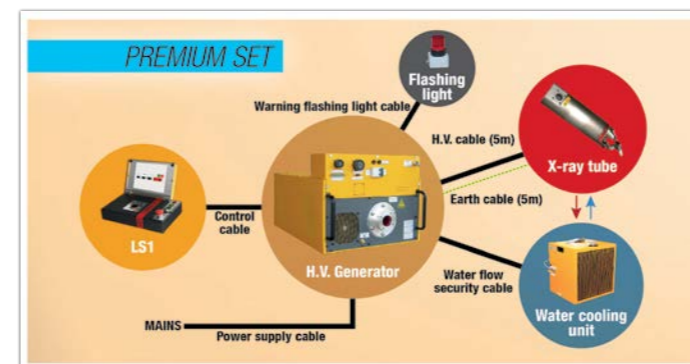 PREMIUM SET
Flashing
light
Warning flashing light cable
H.V. cable (5m)
X-ray tube
Earth cable (5m)
Control
cable
LS1
H.V. Generator
Water flow
security cable
Water cooling
unit
MAINS
Power supply cable